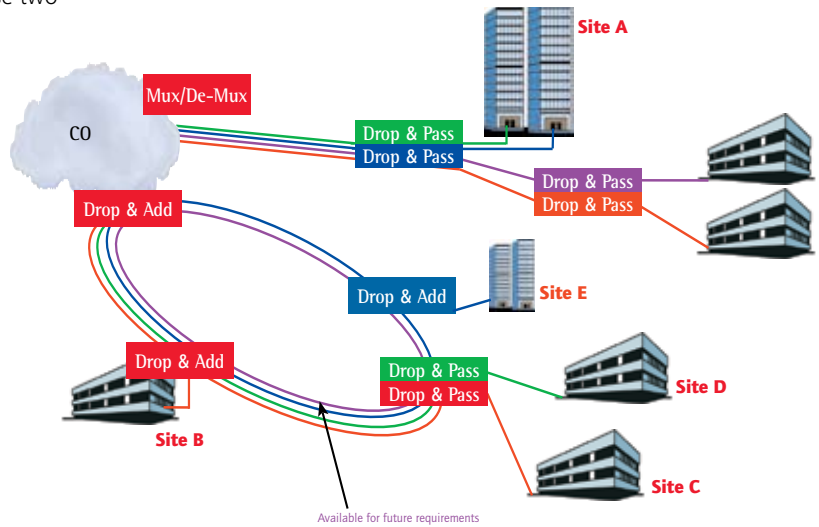 Site A
Mux/De-Mux
CO
Drop & Pass
Drop & Pass
Drop & Pass
Drop & Pass
Drop & Add
Drop & Add
Site E
Drop & Add
Drop & Pass
Drop & Pass
Site D
Site B
Site C
Available for future requirements